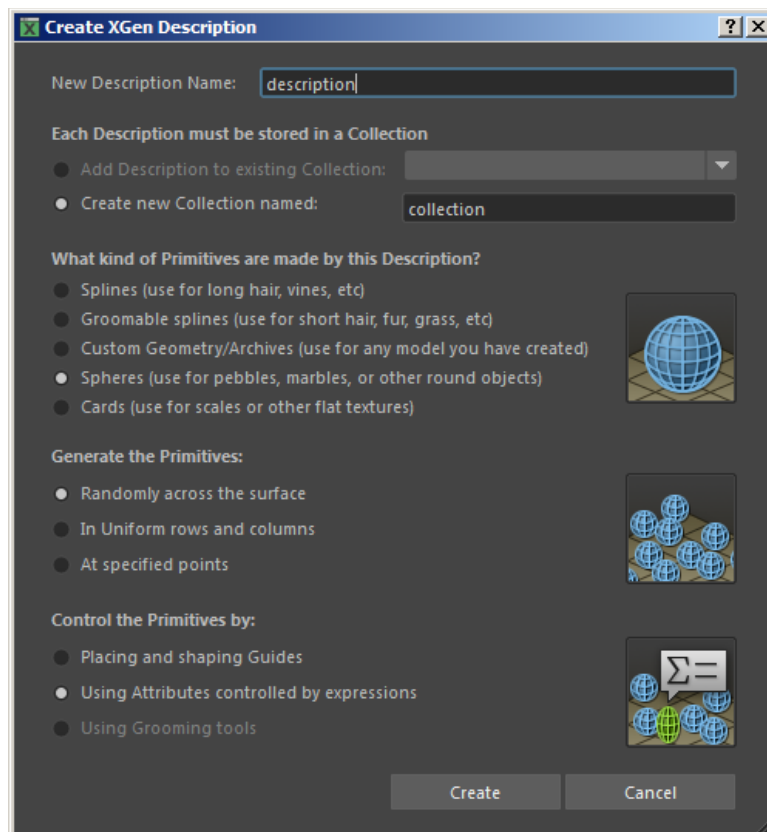 Create XGen Description
New Description Name: description
Each Description must be stored in a Collection
Add Description to existing Collection:
Create new Collection named: collection
What kind of Primitives are made by this Description?
Splines (use for long hair, vines, etc)
Groomable splines (use for short hair, fur, grass, etc)
Custom Geometry/Archives (use for any model you have created)
Spheres (use for pebbles, marbles, or other round objects)
Cards (use for scales or other flat textures)
Generate the Primitives:
Randomly across the surface
In Uniform rows and columns
At specified points
Control the Primitives by:
Placing and shaping Guides
Using Attributes controlled by expressions
Σ=
Using Grooming tools
Create Cancel